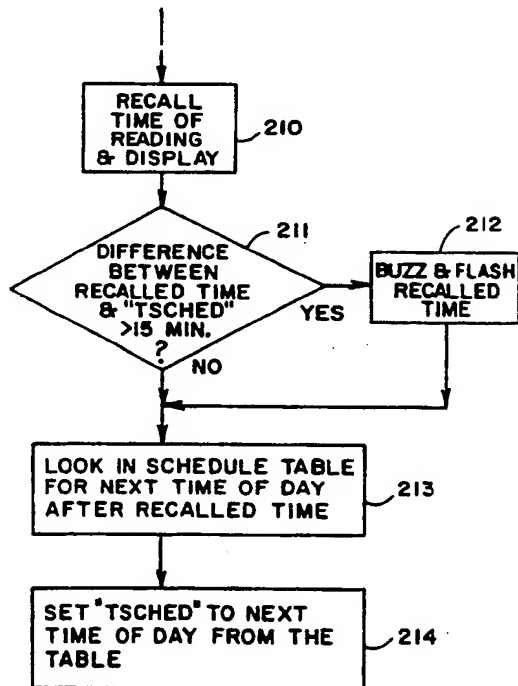 RECALL
TIME OF
READING
& DISPLAY
210
211
DIFFERENCE
BETWEEN
RECALLED TIME
& "TSCHED"
>15 MIN.
?
YES
NO
212
BUZZ & FLASH
RECALLED
TIME
LOOK IN SCHEDULE TABLE
FOR NEXT TIME OF DAY
AFTER RECALLED TIME
213
SET "TSCHED" TO NEXT
TIME OF DAY FROM THE
TABLE
214